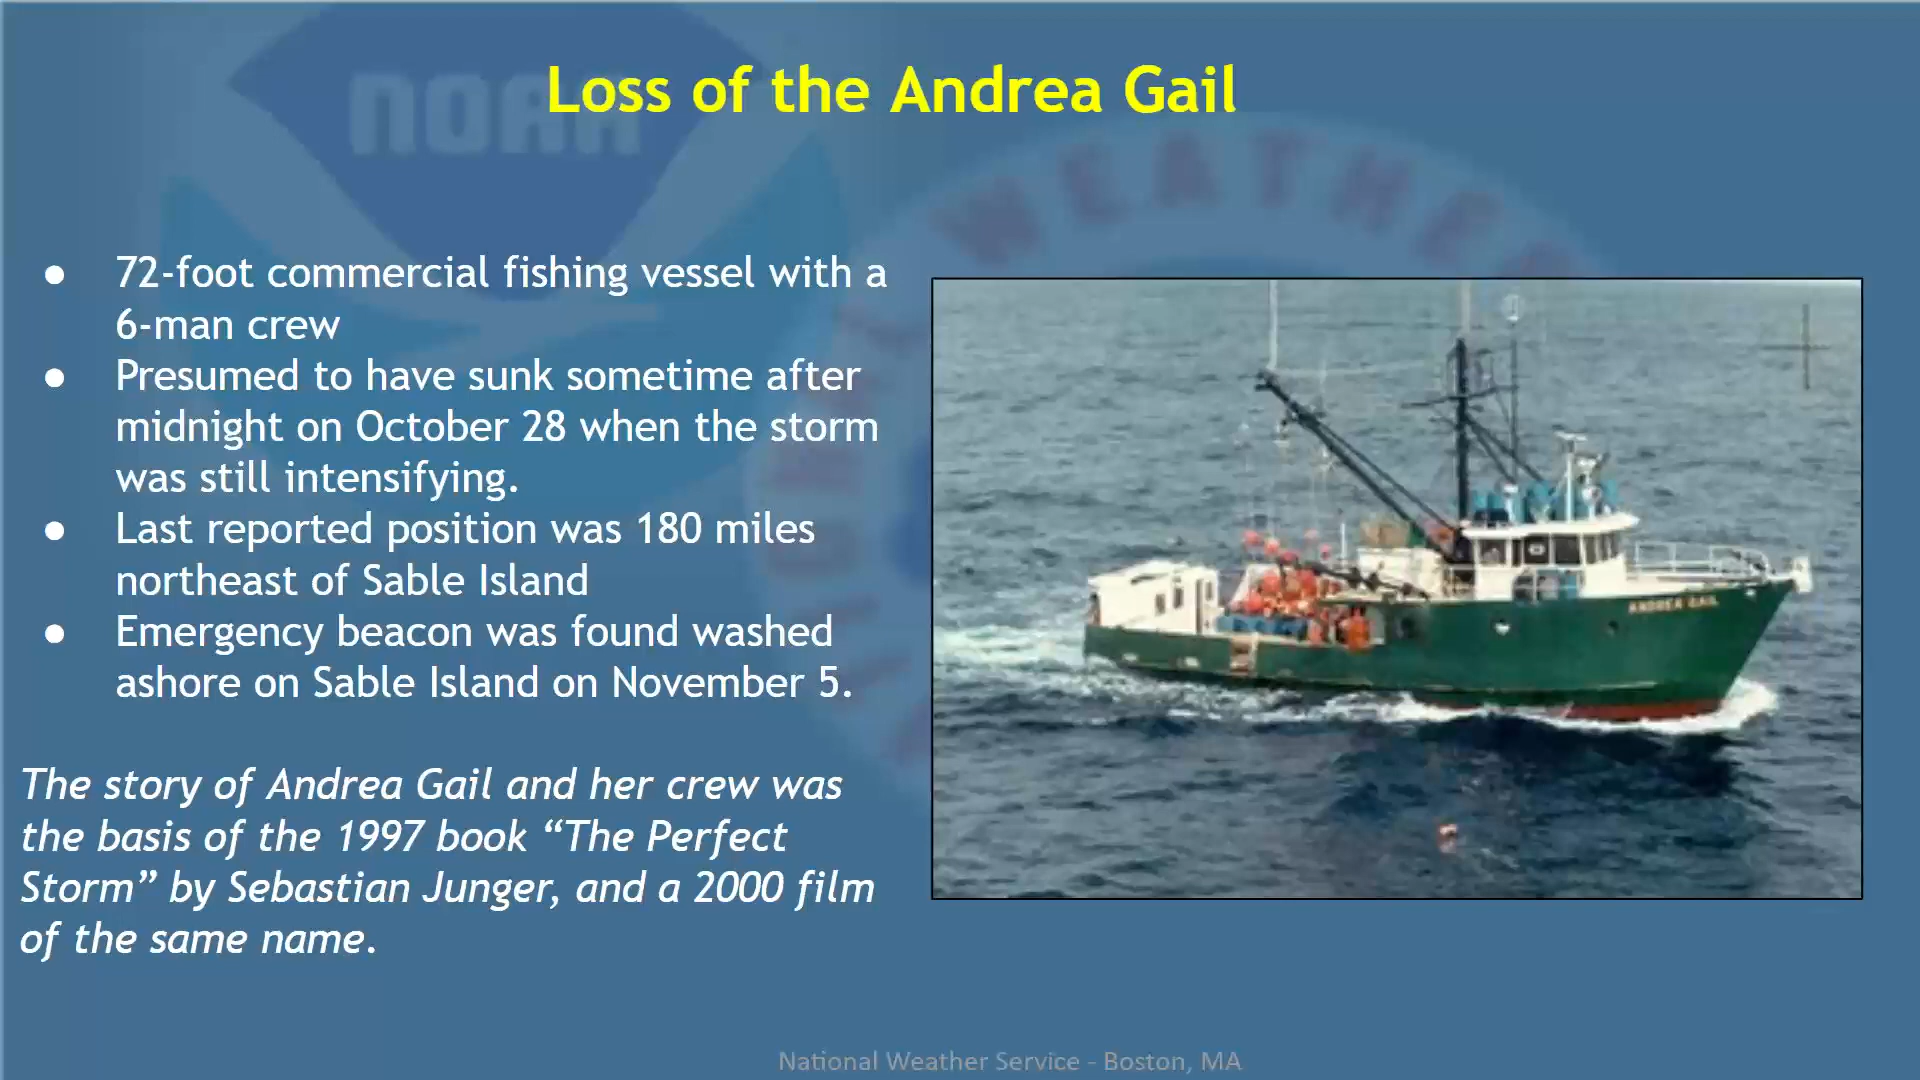 NOAA
Loss of the Andrea Gail
WEATHER
● 72-foot commercial fishing vessel with a
6-man crew
● Presumed to have sunk sometime after
midnight on October 28 when the storm
was still intensifying.
● Last reported position was 180 miles
northeast of Sable Island
● Emergency beacon was found washed
ashore on Sable Island on November 5.
ANDREA GAIL
The story of Andrea Gail and her crew was
the basis of the 1997 book “The Perfect
Storm” by Sebastian Junger, and a 2000 film
of the same name.
National Weather Service - Boston, MA